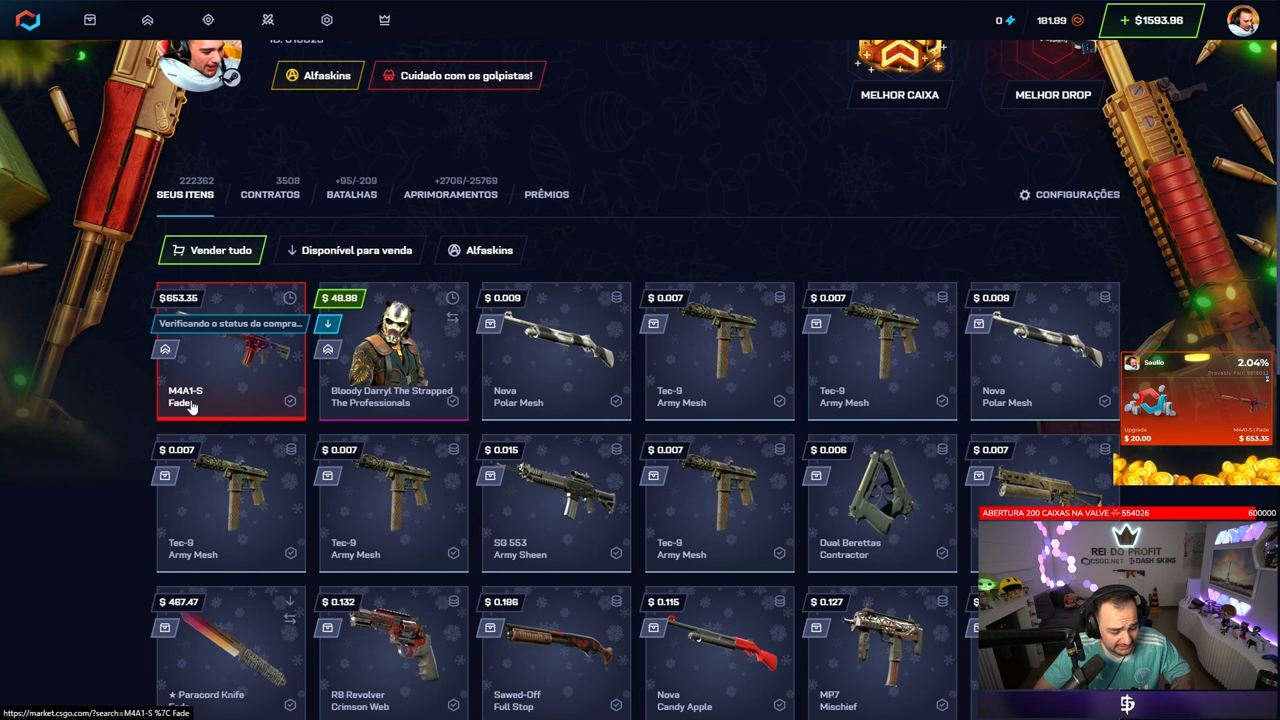 0
181.89
+ $1593.96
Alfaskins
Cuidado com os golpistas!
MELHOR CAIXA
MELHOR DROP
222362
SEUS ITENS
3508
CONTRATOS
+95/-209
BATALHAS
+2706/-25769
APRIMORAMENTOS
PRÊMIOS
CONFIGURAÇÕES
Vender tudo
Disponível para venda
Alfaskins
$653.35
Verificando o status da compra...
M4A1-S
Fade
$ 48.98
Bloody Darryl The Strapped
The Professionals
$ 0.009
Nova
Polar Mesh
$ 0.007
Tec-9
Army Mesh
$ 0.007
Tec-9
Army Mesh
$ 0.009
Nova
Polar Mesh
Saullo
2.04%
Upgrade
M4A1-S | Fade
$ 20.00
$ 653.35
$ 0.007
Tec-9
Army Mesh
$ 0.007
Tec-9
Army Mesh
$ 0.015
SG 553
Army Sheen
$ 0.007
Tec-9
Army Mesh
$ 0.006
Dual Berettas
Contractor
$ 0.007
ABERTURA 200 CAIXAS NA VALVE
554026
600000
REI DO PROFIT
CSGO.NET
DASH SKINS
$ 467.47
★ Paracord Knife
$ 0.132
R8 Revolver
Crimson Web
$ 0.186
Sawed-Off
Full Stop
$ 0.115
Nova
Candy Apple
$ 0.127
MP7
Mischief
https://market.csgo.com/?search=M4A1-S %7C Fade